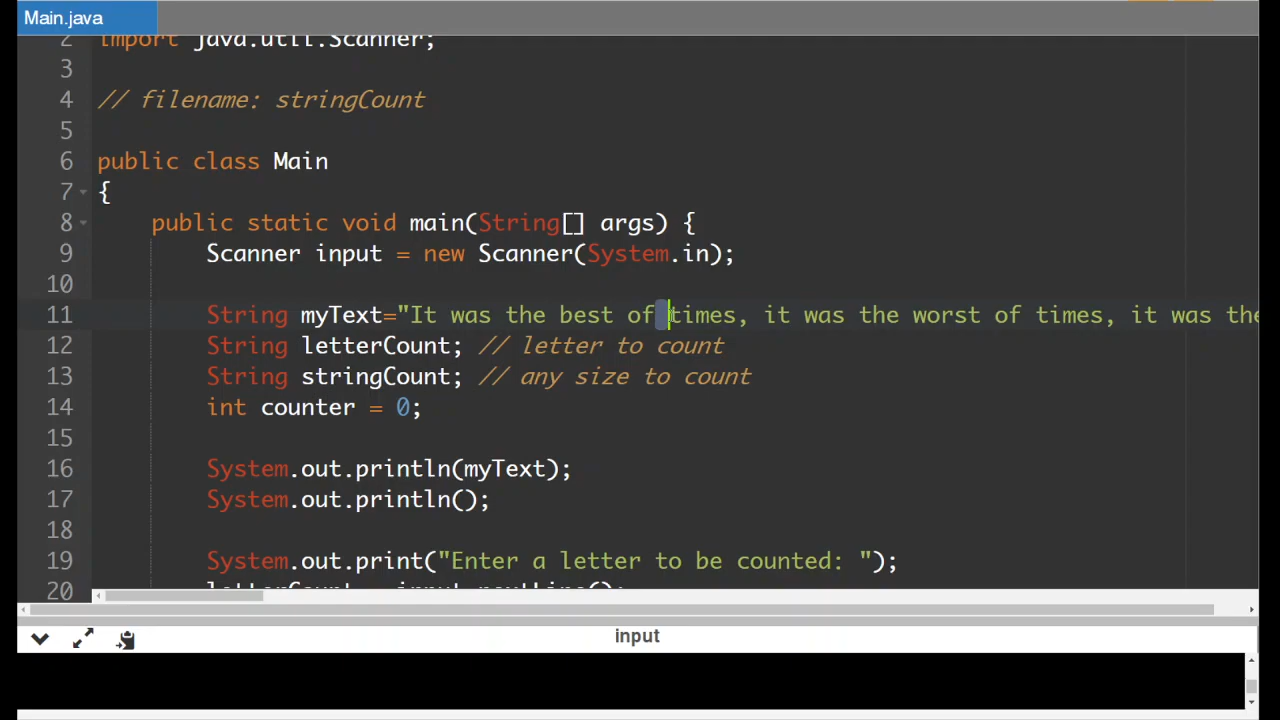 Main.java
2 import java.util.Scanner;
3
4 // filename: stringCount
5
6 public class Main
7 {
8 public static void main(String[] args) {
9 Scanner input = new Scanner(System.in);
10
11 String myText="It was the best of times, it was the worst of times, it was the
12 String letterCount; // letter to count
13 String stringCount; // any size to count
14 int counter = 0;
15
16 System.out.println(myText);
17 System.out.println();
18
19 System.out.print("Enter a letter to be counted: ");
20 letterCount = input.nextLine();
input